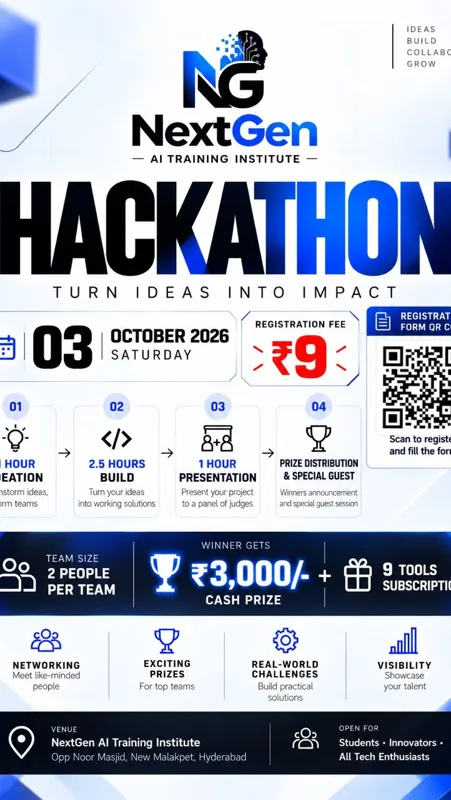 IDEAS
BUILD
COLLABO
GROW
NG
NextGen
AI TRAINING INSTITUTE
HACKATHON
TURN IDEAS INTO IMPACT
03
OCTOBER 2026
SATURDAY
REGISTRATION FEE
₹9
REGISTRAT
FORM QR CO
Scan to registe
and fill the form
01
HOUR
DEATION
nstorm ideas,
orm teams
02
2.5 HOURS
BUILD
Turn your ideas
into working solutions
03
1 HOUR
PRESENTATION
Present your project
to a panel of judges
04
PRIZE DISTRIBUTION
& SPECIAL GUEST
Winners announcement
and special guest session
TEAM SIZE
2 PEOPLE
PER TEAM
WINNER GETS
₹3,000/-
CASH PRIZE
+
9 TOOLS
SUBSCRIPTIO
NETWORKING
Meet like-minded
people
EXCITING
PRIZES
For top teams
REAL-WORLD
CHALLENGES
Build practical
solutions
VISIBILITY
Showcase
your talent
VENUE
NextGen AI Training Institute
Opp Noor Masjid, New Malakpet, Hyderabad
OPEN FOR
Students • Innovators •
All Tech Enthusiasts